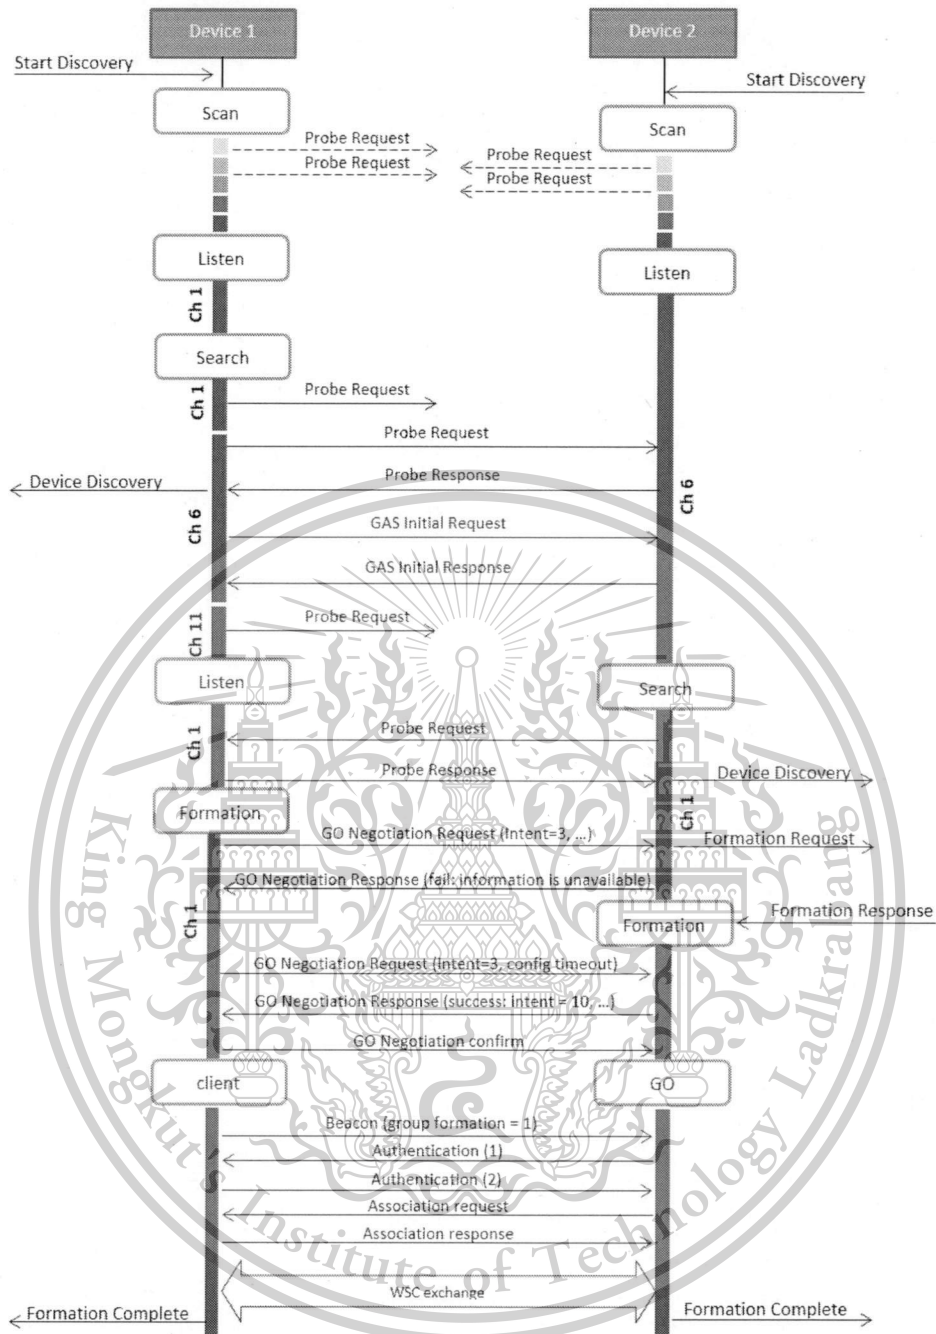 Device 1
Device 2
Start Discovery
Start Discovery
Scan
Scan
Probe Request
Probe Request
Probe Request
Probe Request
Listen
Listen
Ch 1
Search
Ch 1
Probe Request
Probe Request
Probe Response
Device Discovery
Ch 6
Ch 6
GAS Initial Request
GAS Initial Response
Ch 11
Probe Request
Listen
Search
Ch 1
Probe Request
Probe Response
Device Discovery
Ch 1
Formation
GO Negotiation Request (Intent=3, ...)
Formation Request
GO Negotiation Response (fail: information is unavailable)
Ch 1
Formation Response
Formation
GO Negotiation Request (Intent=3, config timeout)
GO Negotiation Response (success: intent = 10, ...)
GO Negotiation confirm
client
GO
Beacon (group formation = 1)
Authentication (1)
Authentication (2)
Association request
Association response
WSC exchange
Formation Complete
Formation Complete
King Mongkut's Institute of Technology Ladkrabang